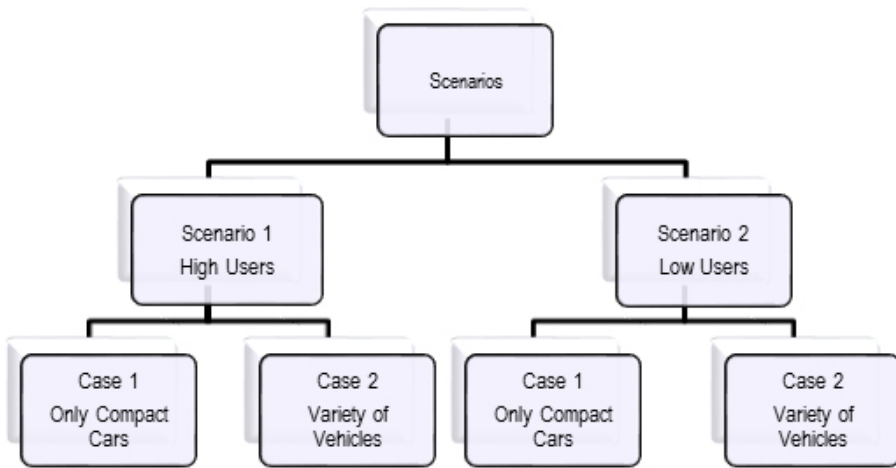 Scenarios
Scenario 1
High Users
Scenario 2
Low Users
Case 1
Only Compact
Cars
Case 2
Variety of
Vehicles
Case 1
Only Compact
Cars
Case 2
Variety of
Vehicles